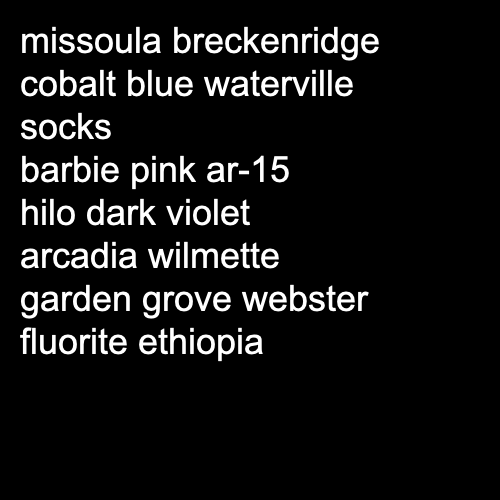 missoula breckenridge
cobalt blue waterville
socks
barbie pink ar-15
hilo dark violet
arcadia wilmette
garden grove webster
fluorite ethiopia